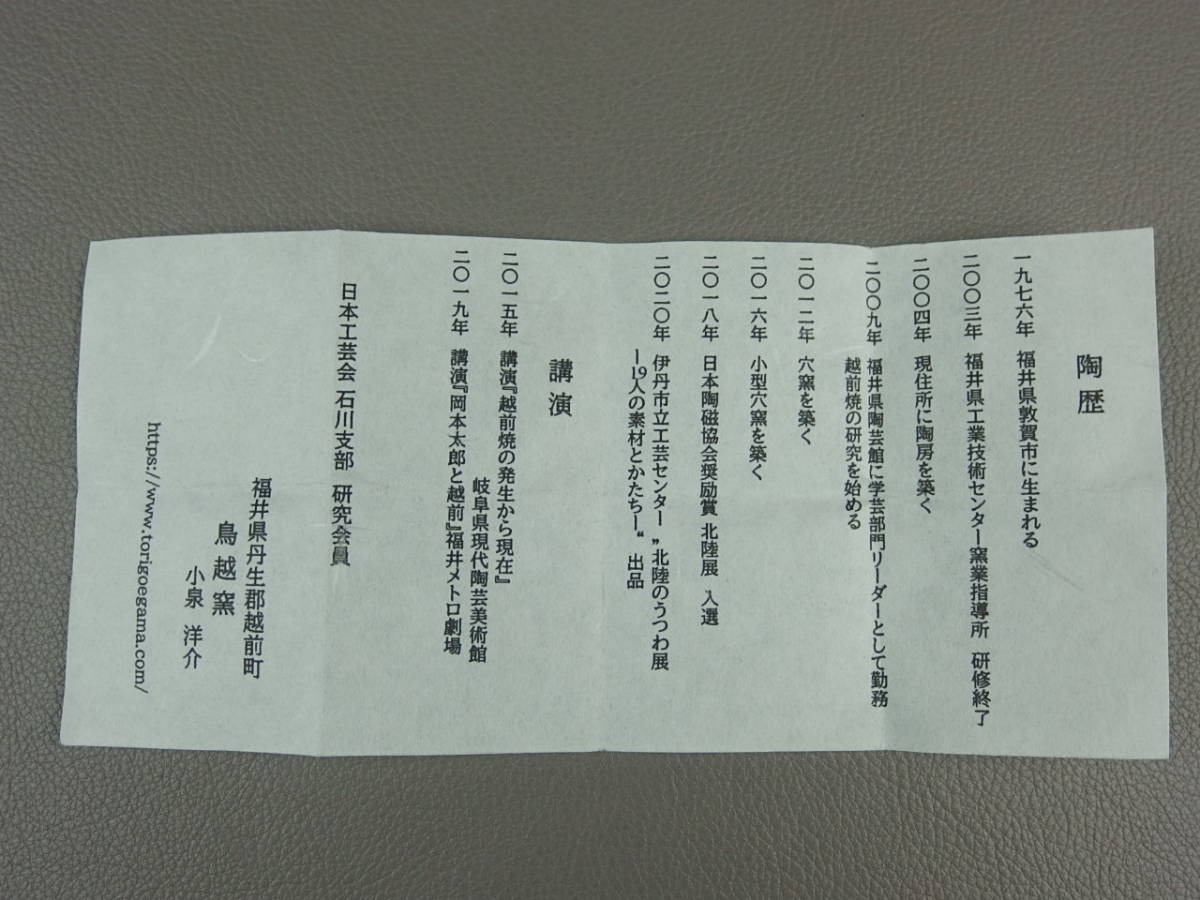 陶歴
一九七六年 福井県敦賀市に生まれる
二〇〇三年 福井県工業技術センター窯業指導所 研修終了
二〇〇四年 現住所に陶房を築く
二〇〇九年 福井県陶芸館に学芸部門リーダーとして勤務
越前焼の研究を始める
二〇一二年 穴窯を築く
二〇一六年 小型穴窯を築く
二〇一八年 日本陶磁協会奨励賞 北陸展 入選
二〇二〇年 伊丹市立工芸センター 〟北陸のうつわ展
ー19人の素材とかたちー〝 出品
講演
二〇一五年 講演『越前焼の発生から現在』
岐阜県現代陶芸美術館
二〇一九年 講演『岡本太郎と越前』福井メトロ劇場
日本工芸会 石川支部 研究会員
福井県丹生郡越前町
鳥越窯
小泉 洋介
https://www.torigoegama.com/